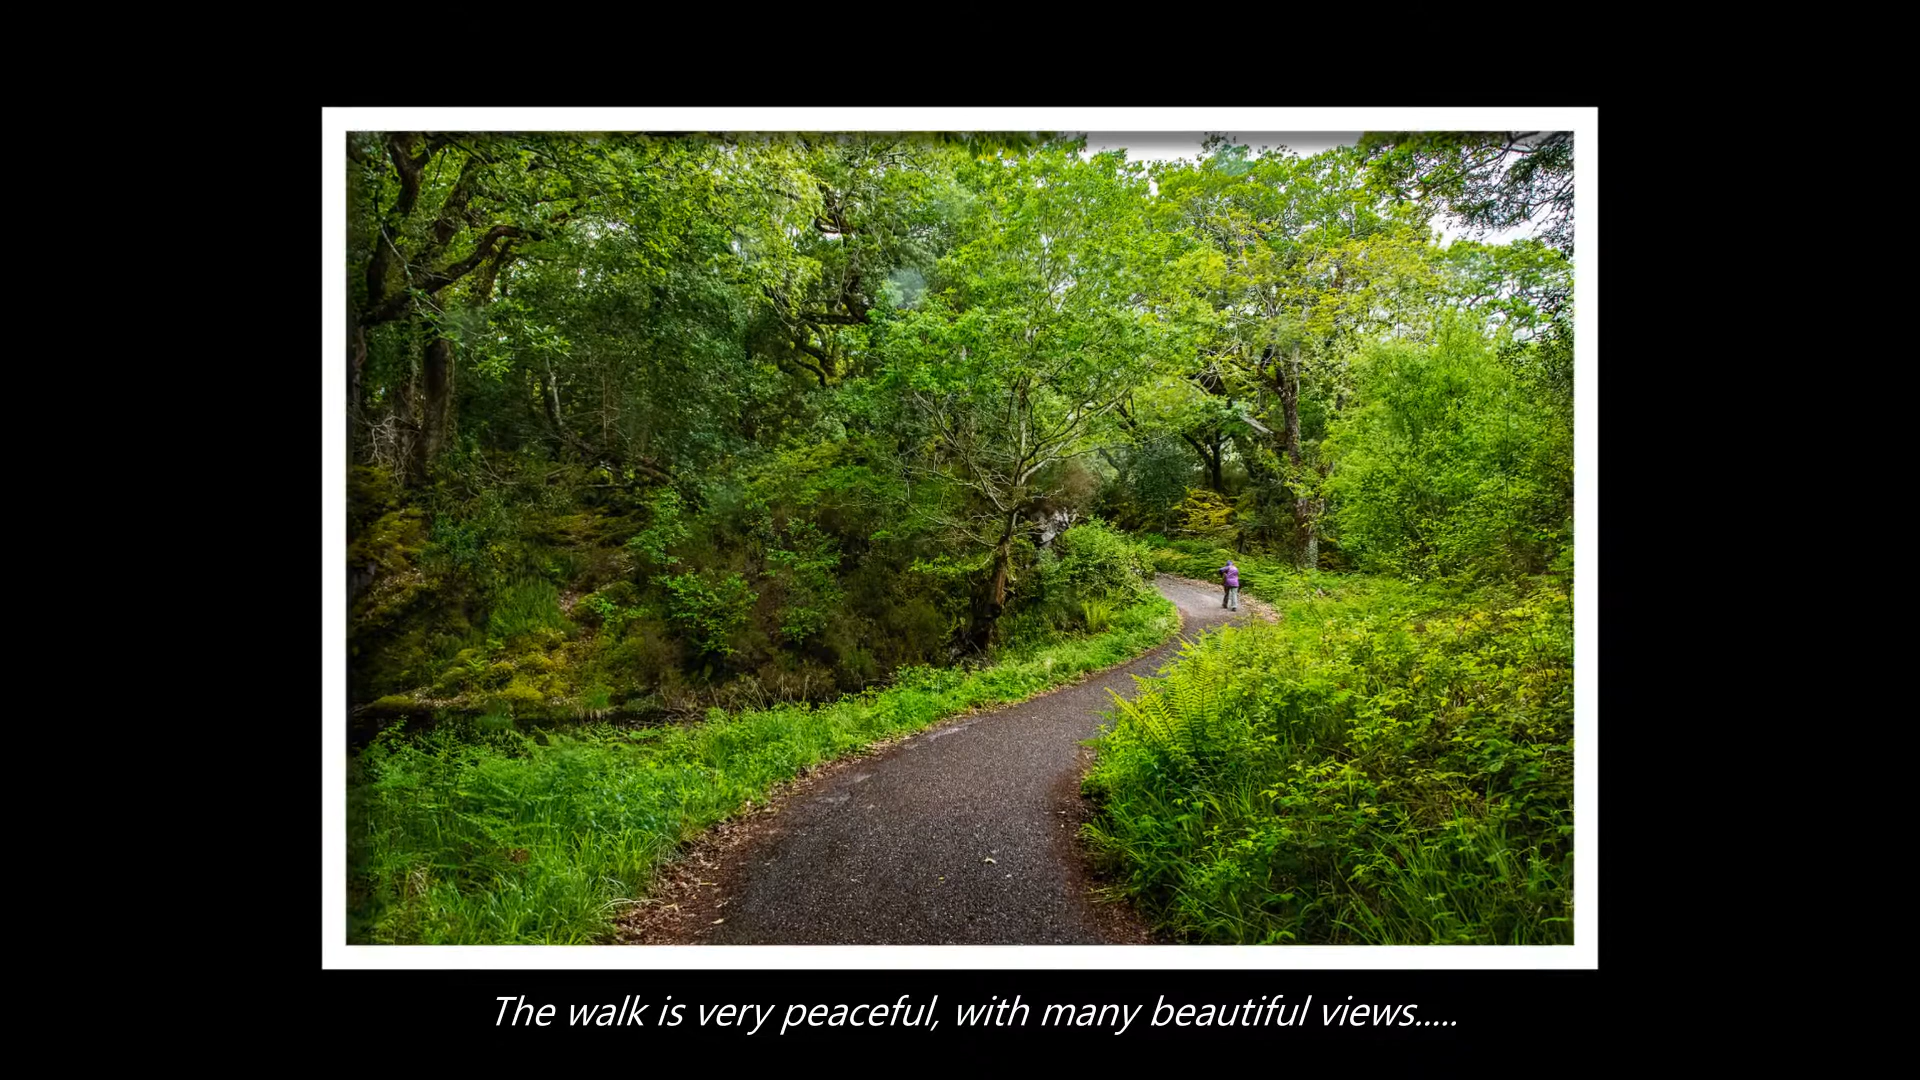 The walk is very peaceful, with many beautiful views.....